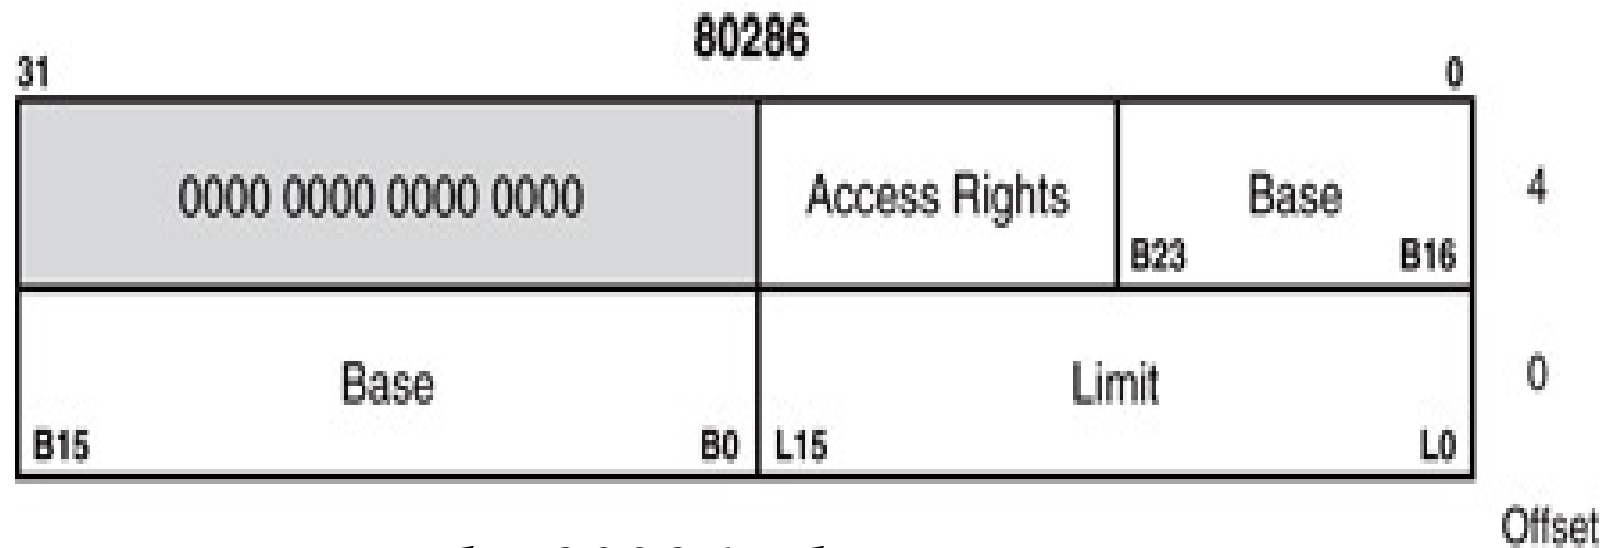 80286
31 0
0000 0000 0000 0000 Access Rights Base 4
B23 B16
Base Limit 0
B15 B0 L15 L0
Offset